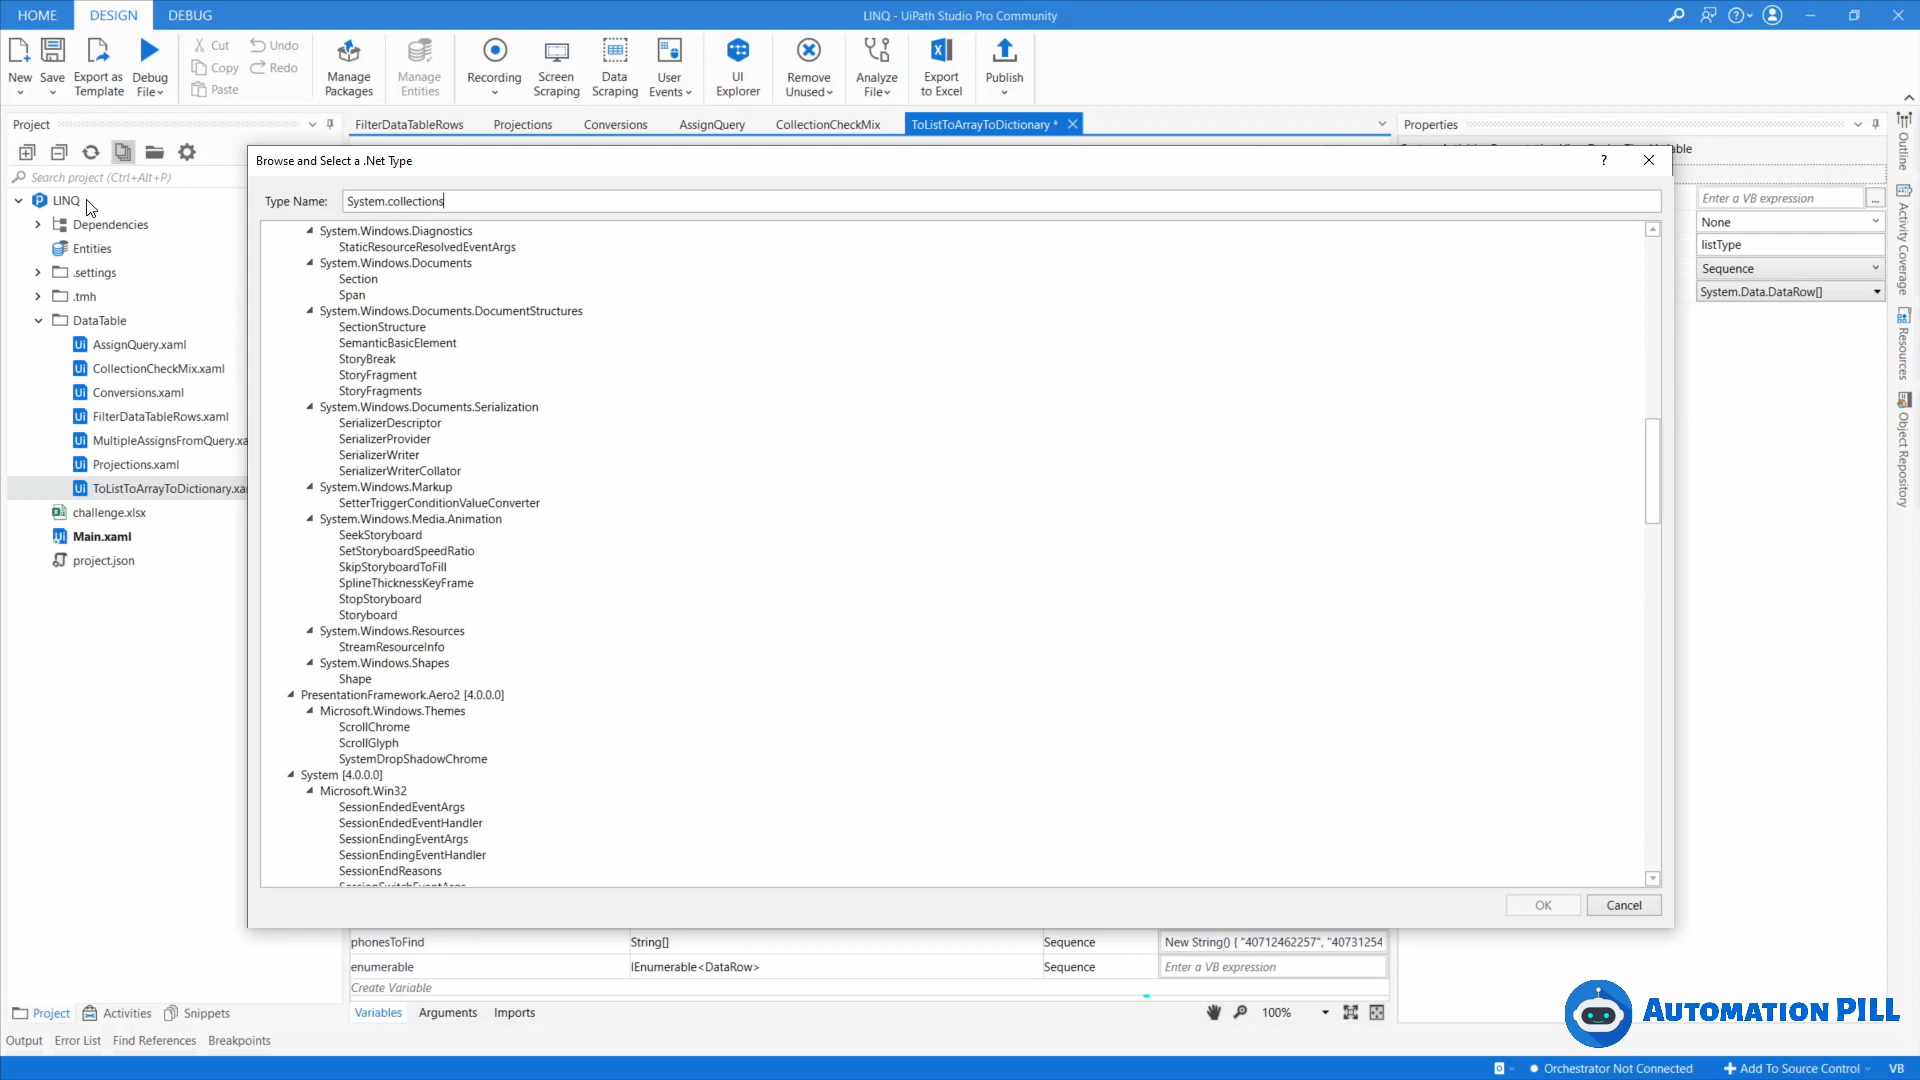 HOME DESIGN DEBUG
LINQ - UiPath Studio Pro Community
New Save Export as Template Debug File
Cut Copy Paste Undo Redo
Manage Packages
Manage Entities
Recording
Screen Scraping
Data Scraping
User Events
UI Explorer
Remove Unused
Analyze File
Export to Excel
Publish
Project
FilterDataTableRows Projections Conversions AssignQuery CollectionCheckMix ToListToArrayToDictionary *
Properties
Search project (Ctrl+Alt+P)
LINQ
Dependencies
Entities
.settings
.tmh
DataTable
AssignQuery.xaml
CollectionCheckMix.xaml
Conversions.xaml
FilterDataTableRows.xaml
MultipleAssignsFromQuery.xa
Projections.xaml
ToListToArrayToDictionary.xa
challenge.xlsx
Main.xaml
project.json
Browse and Select a .Net Type
?
Type Name: System.collections
System.Windows.Diagnostics
StaticResourceResolvedEventArgs
System.Windows.Documents
Section
Span
System.Windows.Documents.DocumentStructures
SectionStructure
SemanticBasicElement
StoryBreak
StoryFragment
StoryFragments
System.Windows.Documents.Serialization
SerializerDescriptor
SerializerProvider
SerializerWriter
SerializerWriterCollator
System.Windows.Markup
SetterTriggerConditionValueConverter
System.Windows.Media.Animation
SeekStoryboard
SetStoryboardSpeedRatio
SkipStoryboardToFill
SplineThicknessKeyFrame
StopStoryboard
Storyboard
System.Windows.Resources
StreamResourceInfo
System.Windows.Shapes
Shape
PresentationFramework.Aero2 [4.0.0.0]
Microsoft.Windows.Themes
ScrollChrome
ScrollGlyph
SystemDropShadowChrome
System [4.0.0.0]
Microsoft.Win32
SessionEndedEventArgs
SessionEndedEventHandler
SessionEndingEventArgs
SessionEndingEventHandler
SessionEndReasons
SessionSwitchEventArgs
OK Cancel
Enter a VB expression ...
None
listType
Sequence
System.Data.DataRow[]
Outline
Activity Coverage
Resources
Object Repository
phonesToFind String[] Sequence New String() { "40712462257", "40731254
enumerable IEnumerable<DataRow> Sequence Enter a VB expression
Create Variable
Variables Arguments Imports 100%
Project Activities Snippets
Output Error List Find References Breakpoints
AUTOMATION PILL
Orchestrator Not Connected Add To Source Control VB